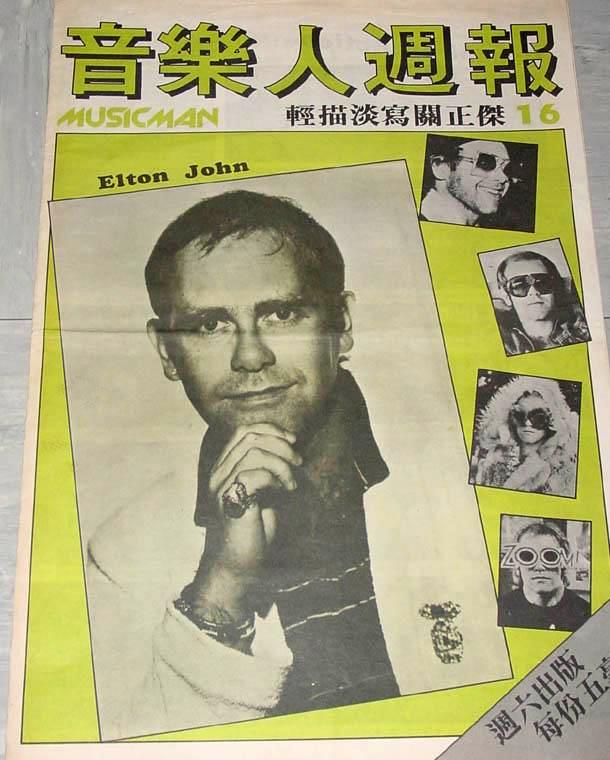 音樂人週報
MUSICMAN
輕描淡寫關正傑 16
Elton John
ZOOM!
週六出版
每份五毫